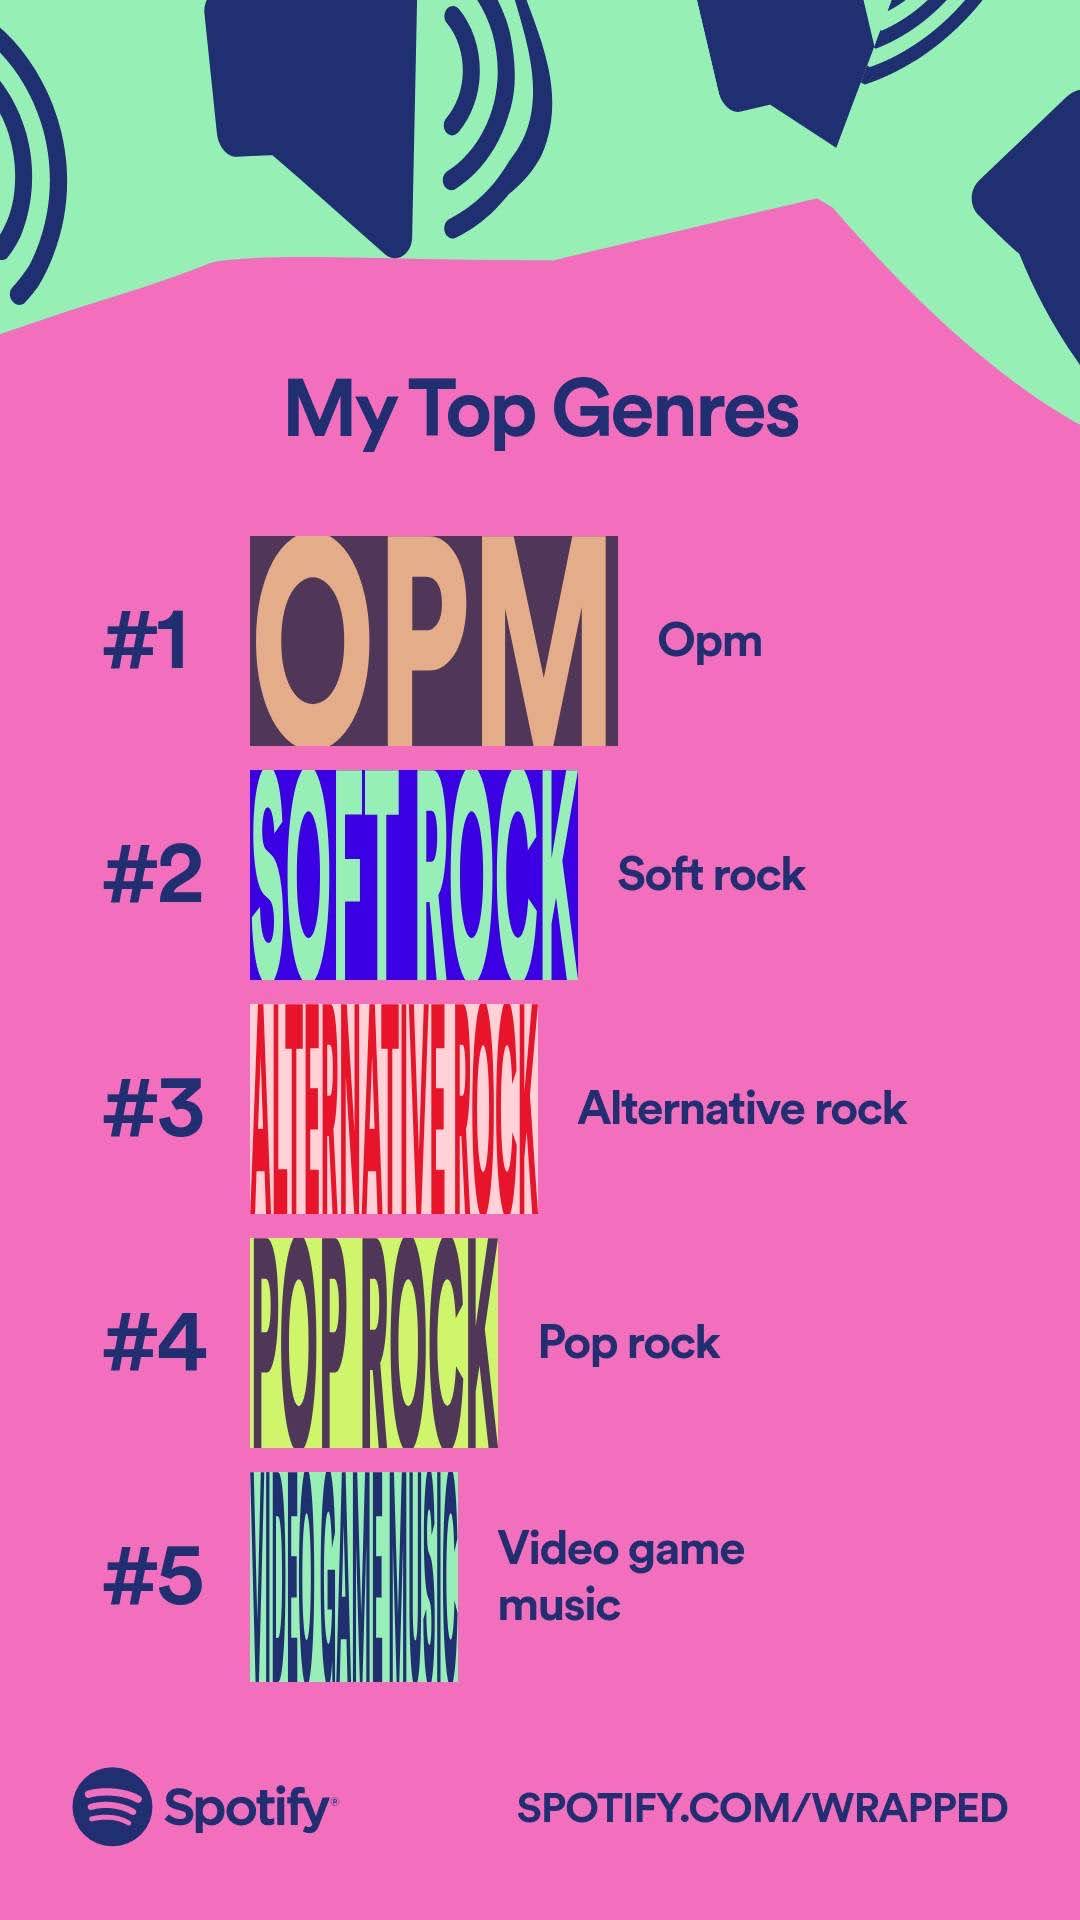 My Top Genres
#1 OPM Opm
#2 SOFT ROCK Soft rock
#3 ALTERNATIVE ROCK Alternative rock
#4 POP ROCK Pop rock
#5 VIDEO GAME MUSIC Video game
music
Spotify® SPOTIFY.COM/WRAPPED